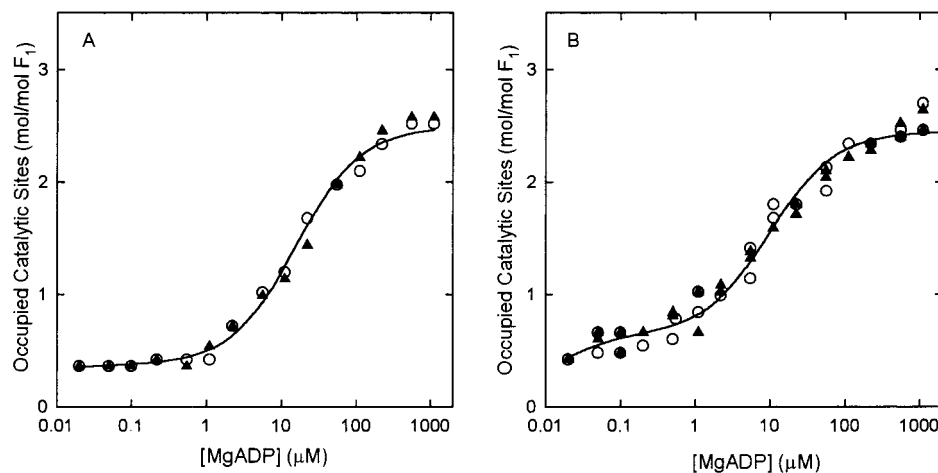 A
Occupied Catalytic Sites (mol/mol F₁)
3
2
1
0
0.01 0.1 1 10 100 1000
[MgADP] (μM)
B
Occupied Catalytic Sites (mol/mol F₁)
3
2
1
0
0.01 0.1 1 10 100 1000
[MgADP] (μM)